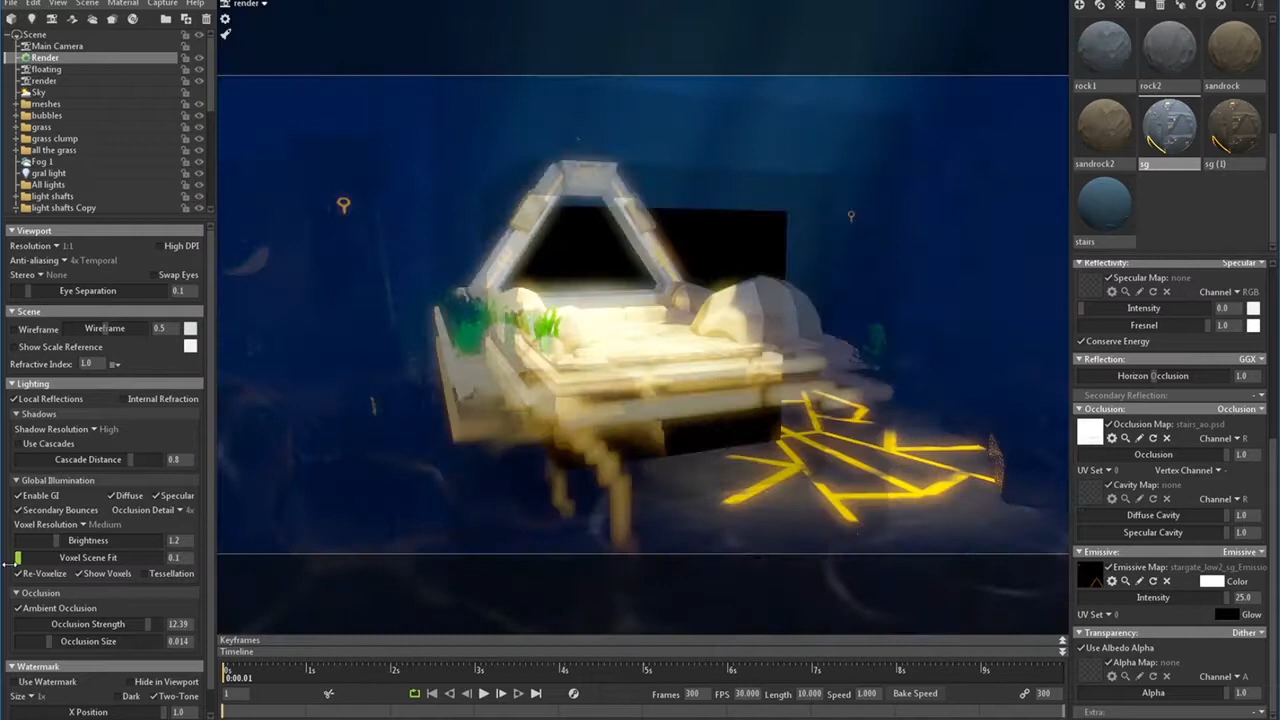 File Edit View Scene Material Capture Help
Scene
Main Camera
Render
floating
render
Sky
meshes
bubbles
grass
grass clump
all the grass
Fog 1
gral light
All lights
light shafts
light shafts Copy
Viewport
Resolution 1:1 High DPI
Anti-aliasing 4x Temporal
Stereo None Swap Eyes
Eye Separation 0.1
Scene
Wireframe Wireframe 0.5
Show Scale Reference
Refractive Index: 1.0
Lighting
Local Reflections Internal Refraction
Shadows
Shadow Resolution High
Use Cascades
Cascade Distance 0.8
Global Illumination
Enable GI Diffuse Specular
Secondary Bounces Occlusion Detail 4x
Voxel Resolution Medium
Brightness 1.2
Voxel Scene Fit 0.1
Re-Voxelize Show Voxels Tessellation
Occlusion
Ambient Occlusion
Occlusion Strength 12.39
Occlusion Size 0.014
Watermark
Use Watermark Hide in Viewport
Size 1x Dark Two-Tone
X Position 1.0
render
Keyframes
Timeline
0s 1s 2s 3s 4s 5s 6s 7s 8s 9s
0:00.01
1 Frames 300 FPS 30.000 Length 10.000 Speed 1.000 Bake Speed 300
rock1 rock2 sandrock
sandrock2 sg sg (1)
stairs
Reflectivity: Specular
Specular Map: none
Channel RGB
Intensity 0.0
Fresnel 1.0
Conserve Energy
Reflection: GGX
Horizon Occlusion 1.0
Secondary Reflection: -
Occlusion: Occlusion
Occlusion Map: stairs_ao.psd
Channel R
Occlusion 1.0
UV Set 0 Vertex Channel -
Cavity Map: none
Channel R
Diffuse Cavity 1.0
Specular Cavity 1.0
Emissive: Emissive
Emissive Map: stargate_low2_sg_Emissio
Color
Intensity 25.0
UV Set 0 Glow
Transparency: Dither
Use Albedo Alpha
Alpha Map: none
Channel A
Alpha 1.0
Extra: